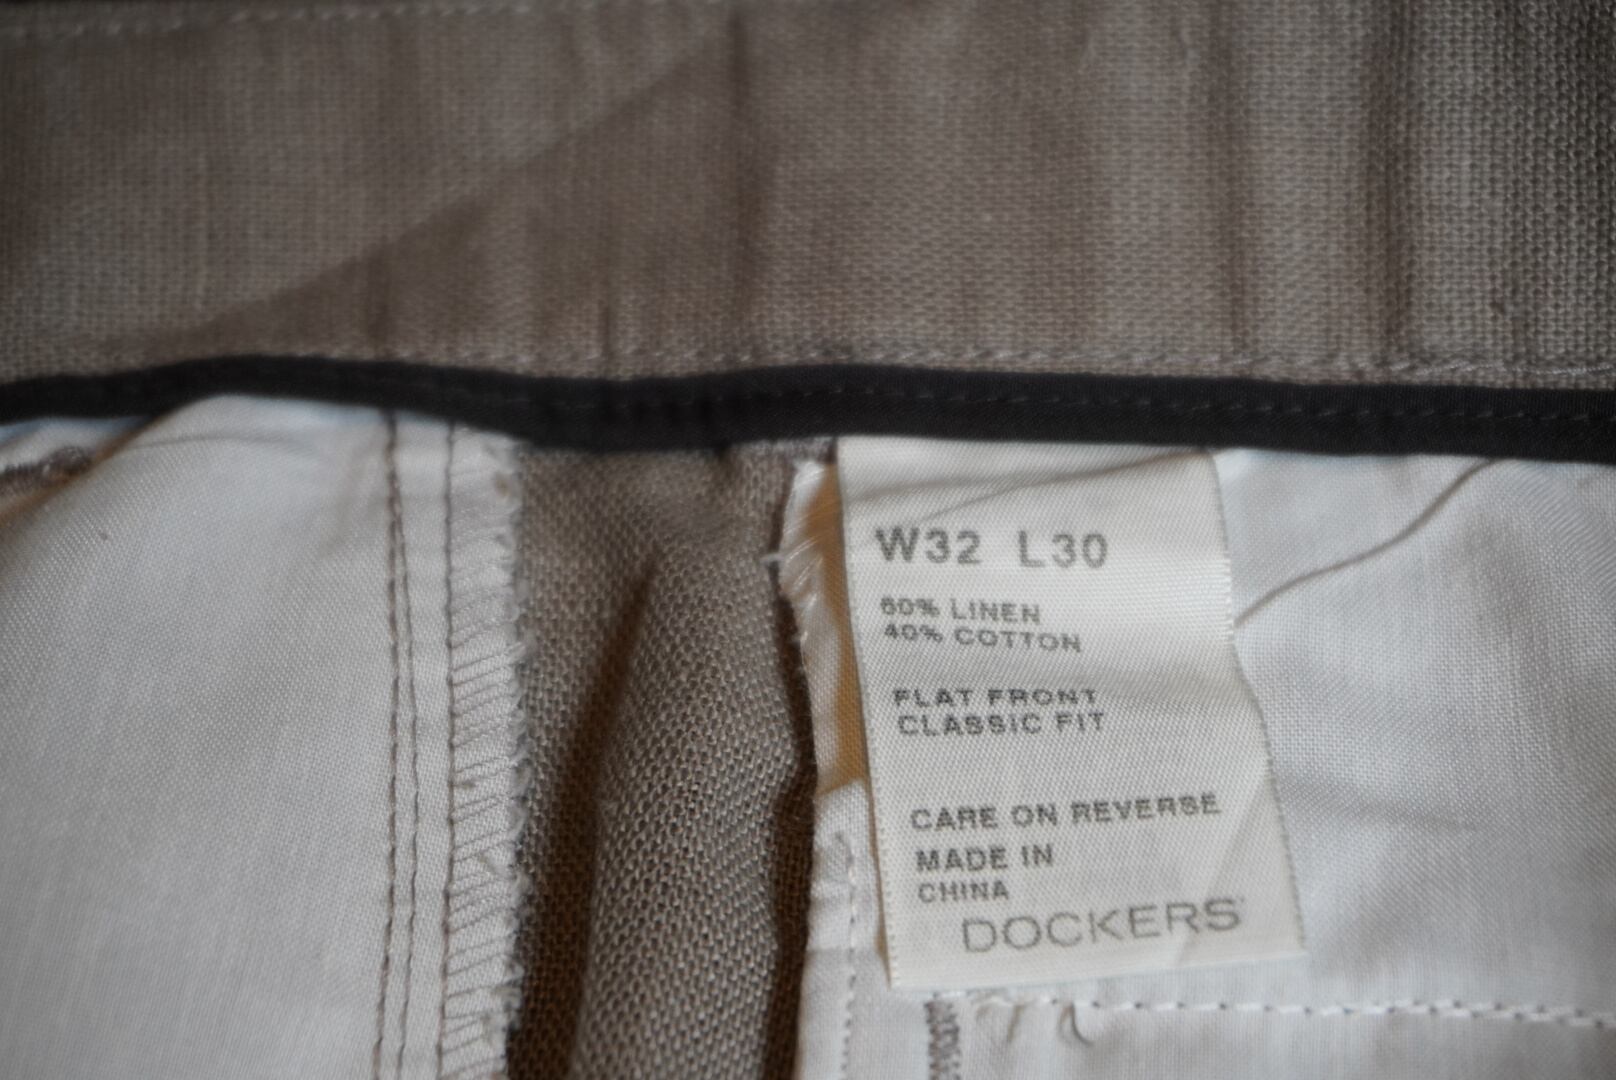 W32 L30
60% LINEN
40% COTTON
FLAT FRONT
CLASSIC FIT
CARE ON REVERSE
MADE IN
CHINA
DOCKERS